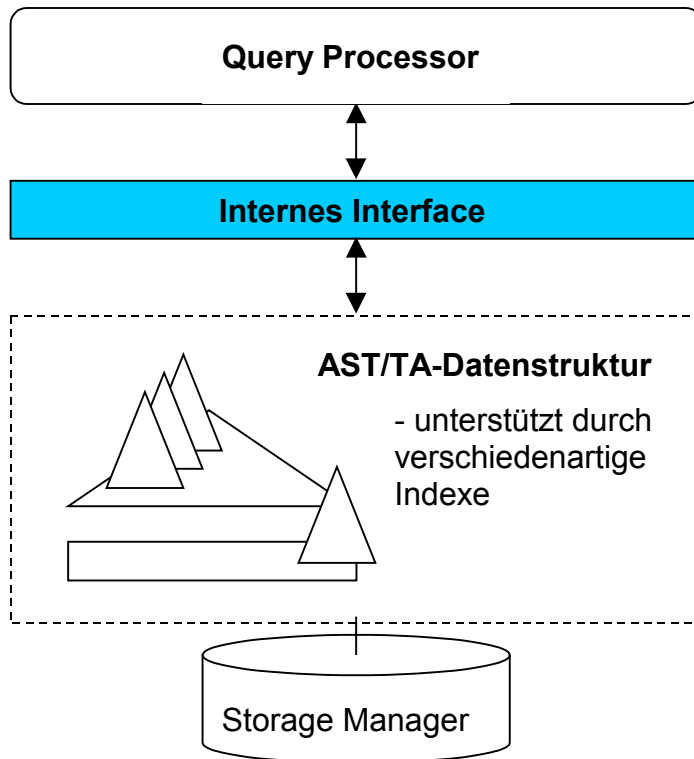 Query Processor
Internes Interface
AST/TA-Datenstruktur
- unterstützt durch
verschiedenartige
Indexe
Storage Manager